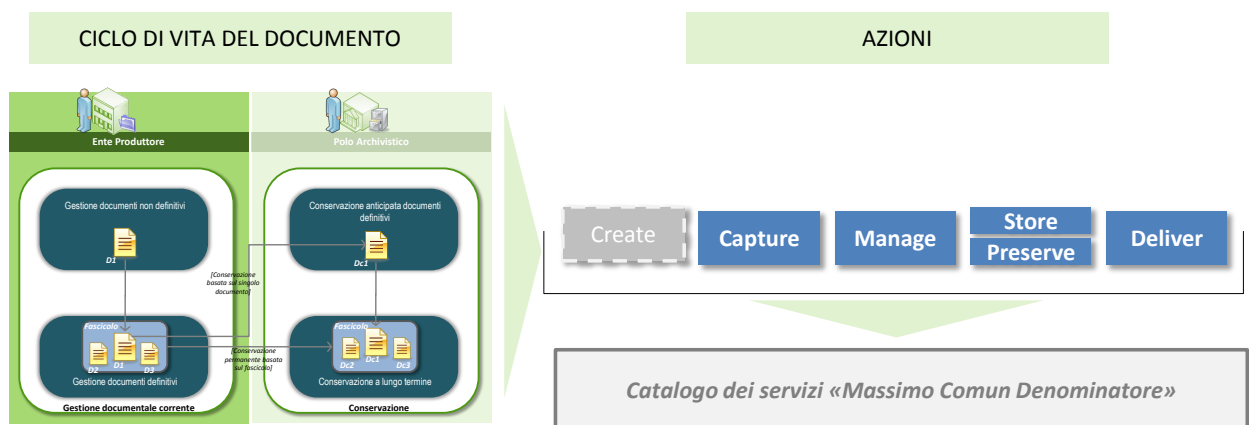 CICLO DI VITA DEL DOCUMENTO
AZIONI
Ente Produttore
Polo Archivistico
Gestione documenti non definitivi
D1
Conservazione anticipata documenti
definitivi
Dc1
[Conservazione
basata sul singolo
documento]
Fascicolo
D2
D1
D3
Gestione documenti definitivi
[Conservazione
permanente basata
sul fascicolo]
Fascicolo
Dc2
Dc1
Dc3
Conservazione a lungo termine
Gestione documentale corrente
Conservazione
Create
Capture
Manage
Store
Preserve
Deliver
Catalogo dei servizi «Massimo Comun Denominatore»